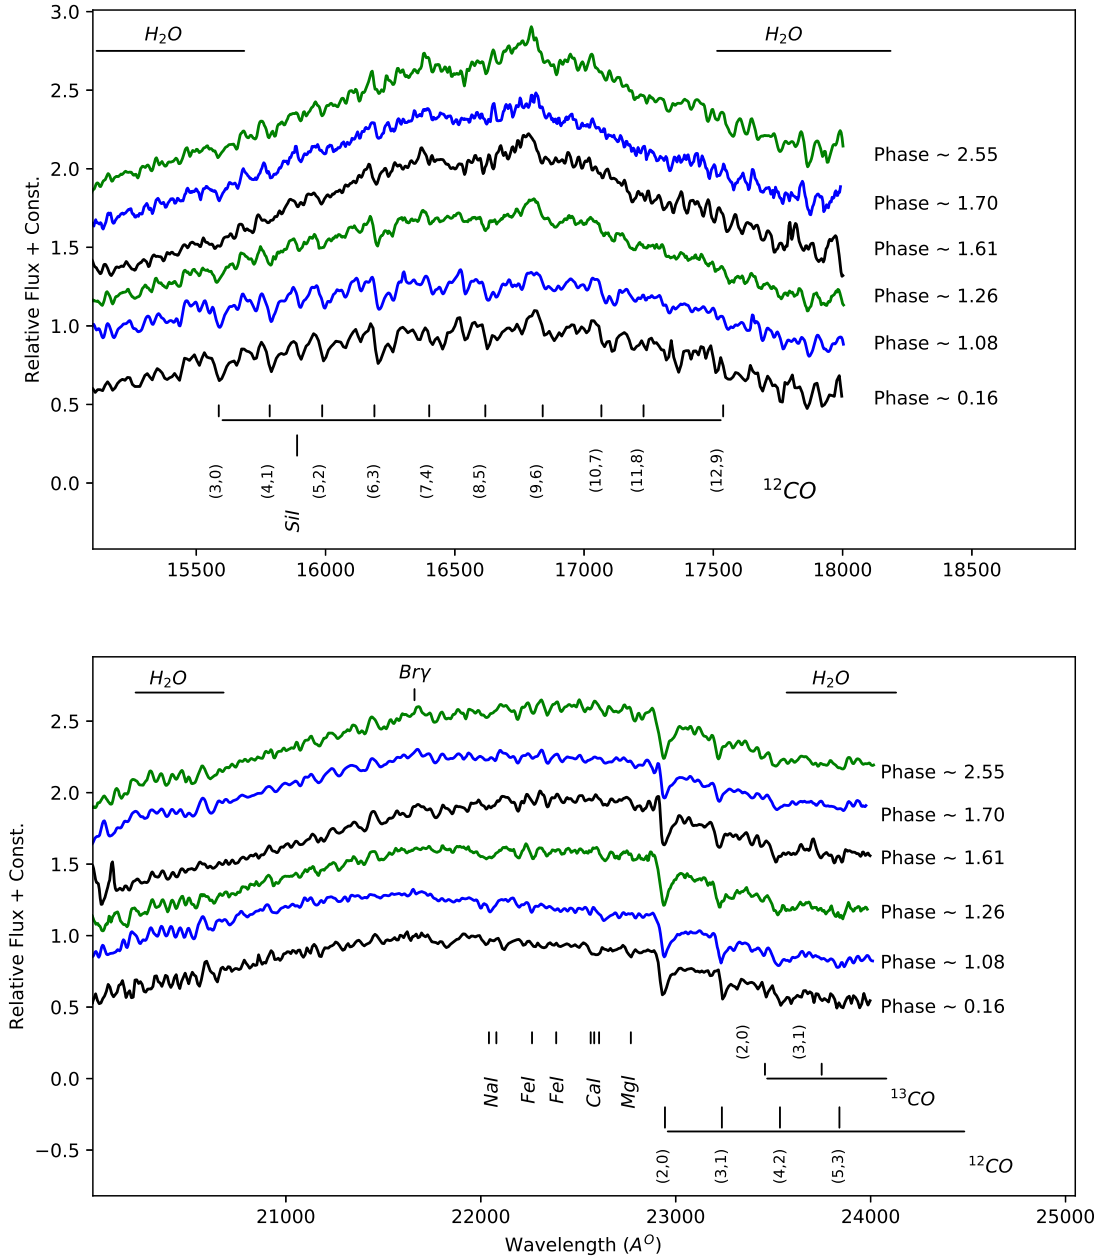 3.0
2.5
2.0
1.5
1.0
0.5
0.0
Relative Flux + Const.
H₂O
H₂O
Phase ~ 2.55
Phase ~ 1.70
Phase ~ 1.61
Phase ~ 1.26
Phase ~ 1.08
Phase ~ 0.16
(3,0)
(4,1)
(5,2)
(6,3)
(7,4)
(8,5)
(9,6)
(10,7)
(11,8)
(12,9)
¹²CO
SiI
15500
16000
16500
17000
17500
18000
18500
H₂O
Brγ
H₂O
2.5
2.0
1.5
1.0
0.5
0.0
−0.5
Relative Flux + Const.
Phase ~ 2.55
Phase ~ 1.70
Phase ~ 1.61
Phase ~ 1.26
Phase ~ 1.08
Phase ~ 0.16
(2,0)
(3,1)
NaI
FeI
FeI
CaI
MgI
¹³CO
(2,0)
(3,1)
(4,2)
(5,3)
¹²CO
21000
22000
23000
24000
25000
Wavelength (Aᴼ)